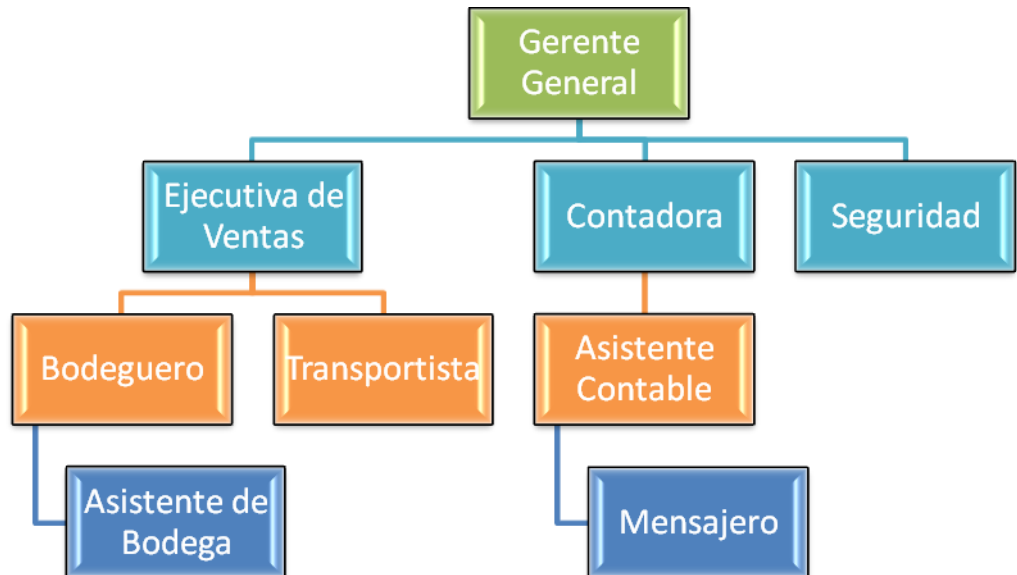 Gerente
General
Ejecutiva de
Ventas
Contadora
Seguridad
Bodeguero
Transportista
Asistente
Contable
Asistente de
Bodega
Mensajero